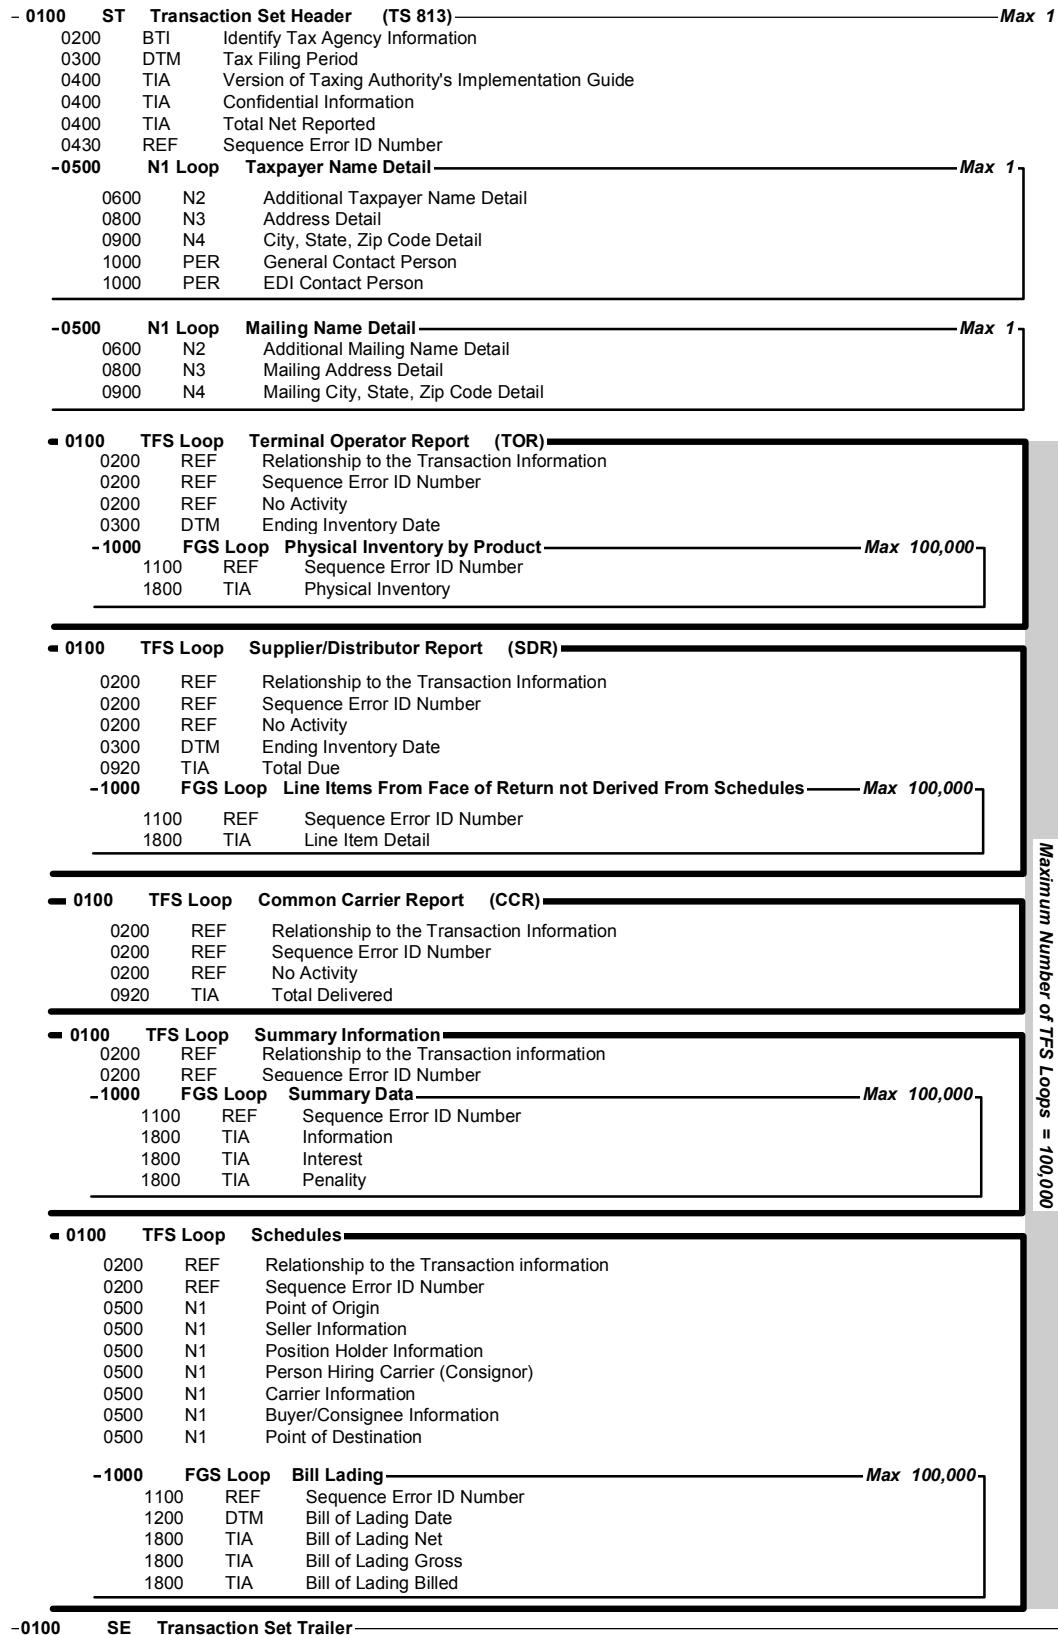 0100 ST Transaction Set Header (TS 813) Max 1
0200 BTI Identify Tax Agency Information
0300 DTM Tax Filing Period
0400 TIA Version of Taxing Authority's Implementation Guide
0400 TIA Confidential Information
0400 TIA Total Net Reported
0430 REF Sequence Error ID Number
0500 N1 Loop Taxpayer Name Detail Max 1
0600 N2 Additional Taxpayer Name Detail
0800 N3 Address Detail
0900 N4 City, State, Zip Code Detail
1000 PER General Contact Person
1000 PER EDI Contact Person
0500 N1 Loop Mailing Name Detail Max 1
0600 N2 Additional Mailing Name Detail
0800 N3 Mailing Address Detail
0900 N4 Mailing City, State, Zip Code Detail
0100 TFS Loop Terminal Operator Report (TOR)
0200 REF Relationship to the Transaction Information
0200 REF Sequence Error ID Number
0200 REF No Activity
0300 DTM Ending Inventory Date
1000 FGS Loop Physical Inventory by Product Max 100,000
1100 REF Sequence Error ID Number
1800 TIA Physical Inventory
0100 TFS Loop Supplier/Distributor Report (SDR)
0200 REF Relationship to the Transaction Information
0200 REF Sequence Error ID Number
0200 REF No Activity
0300 DTM Ending Inventory Date
0920 TIA Total Due
1000 FGS Loop Line Items From Face of Return not Derived From Schedules Max 100,000
1100 REF Sequence Error ID Number
1800 TIA Line Item Detail
0100 TFS Loop Common Carrier Report (CCR)
0200 REF Relationship to the Transaction Information
0200 REF Sequence Error ID Number
0200 REF No Activity
0920 TIA Total Delivered
0100 TFS Loop Summary Information
0200 REF Relationship to the Transaction information
0200 REF Sequence Error ID Number
1000 FGS Loop Summary Data Max 100,000
1100 REF Sequence Error ID Number
1800 TIA Information
1800 TIA Interest
1800 TIA Penality
0100 TFS Loop Schedules
0200 REF Relationship to the Transaction information
0200 REF Sequence Error ID Number
0500 N1 Point of Origin
0500 N1 Seller Information
0500 N1 Position Holder Information
0500 N1 Person Hiring Carrier (Consignor)
0500 N1 Carrier Information
0500 N1 Buyer/Consignee Information
0500 N1 Point of Destination
1000 FGS Loop Bill Lading Max 100,000
1100 REF Sequence Error ID Number
1200 DTM Bill of Lading Date
1800 TIA Bill of Lading Net
1800 TIA Bill of Lading Gross
1800 TIA Bill of Lading Billed
0100 SE Transaction Set Trailer
Maximum Number of TFS Loops = 100,000